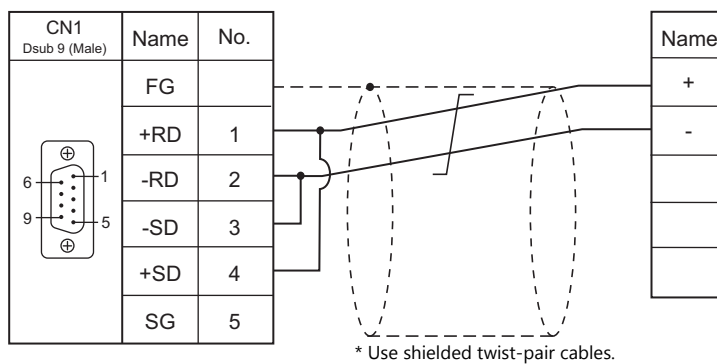 CN1
Dsub 9 (Male)
Name No.
FG
+RD 1
-RD 2
-SD 3
+SD 4
SG 5
6 1
9 5
Name
+
-
* Use shielded twist-pair cables.